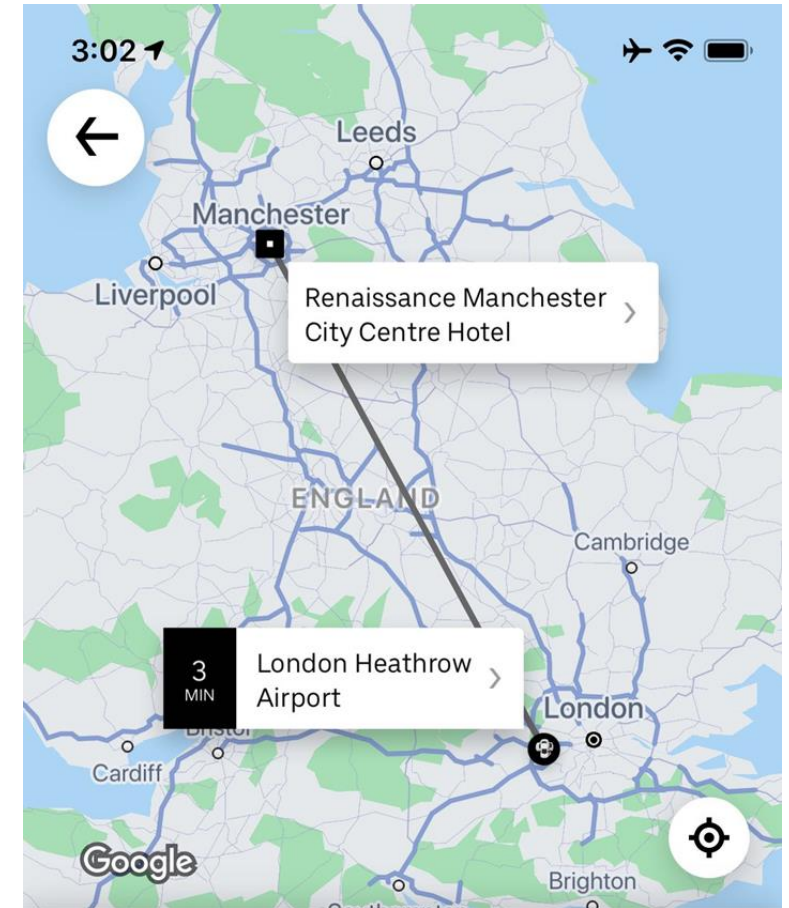 3:02
Leeds
Manchester
Liverpool
Renaissance Manchester
City Centre Hotel
ENGLAND
Cambridge
3
MIN
London Heathrow
Airport
London
Bristol
Cardiff
Google
Brighton